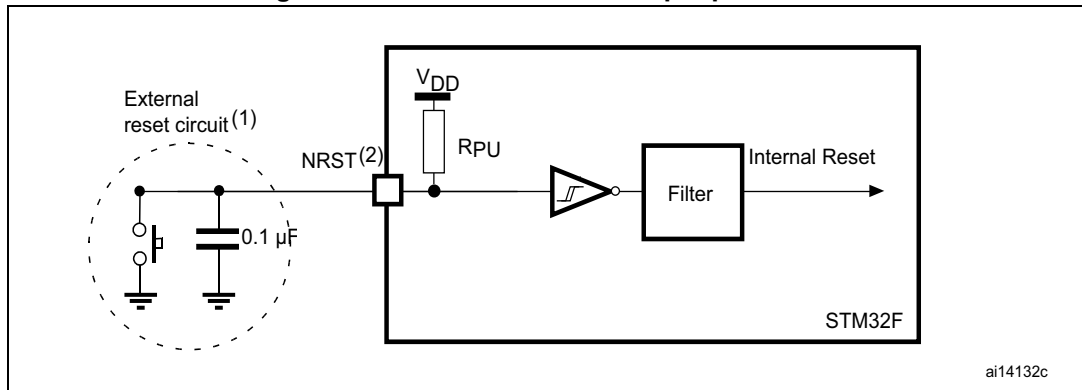 External
reset circuit(1)
NRST(2)
VDD
RPU
Internal Reset
Filter
0.1 µF
STM32F
ai14132c